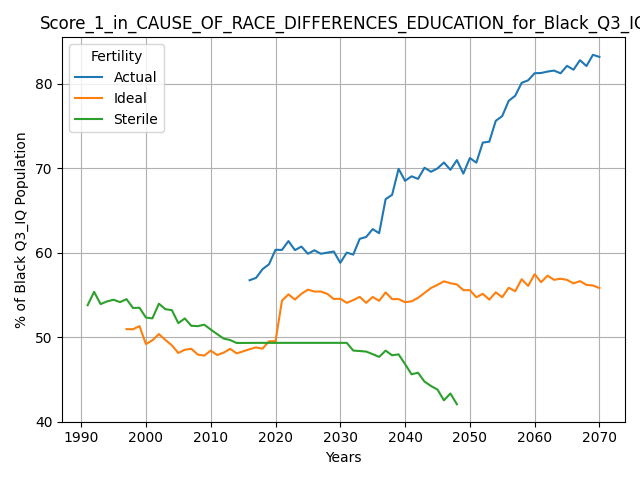 Score_1_in_CAUSE_OF_RACE_DIFFERENCES_EDUCATION_for_Black_Q3_IQ
Fertility
Actual
Ideal
Sterile
% of Black Q3_IQ Population
80
70
60
50
40
1990 2000 2010 2020 2030 2040 2050 2060 2070
Years